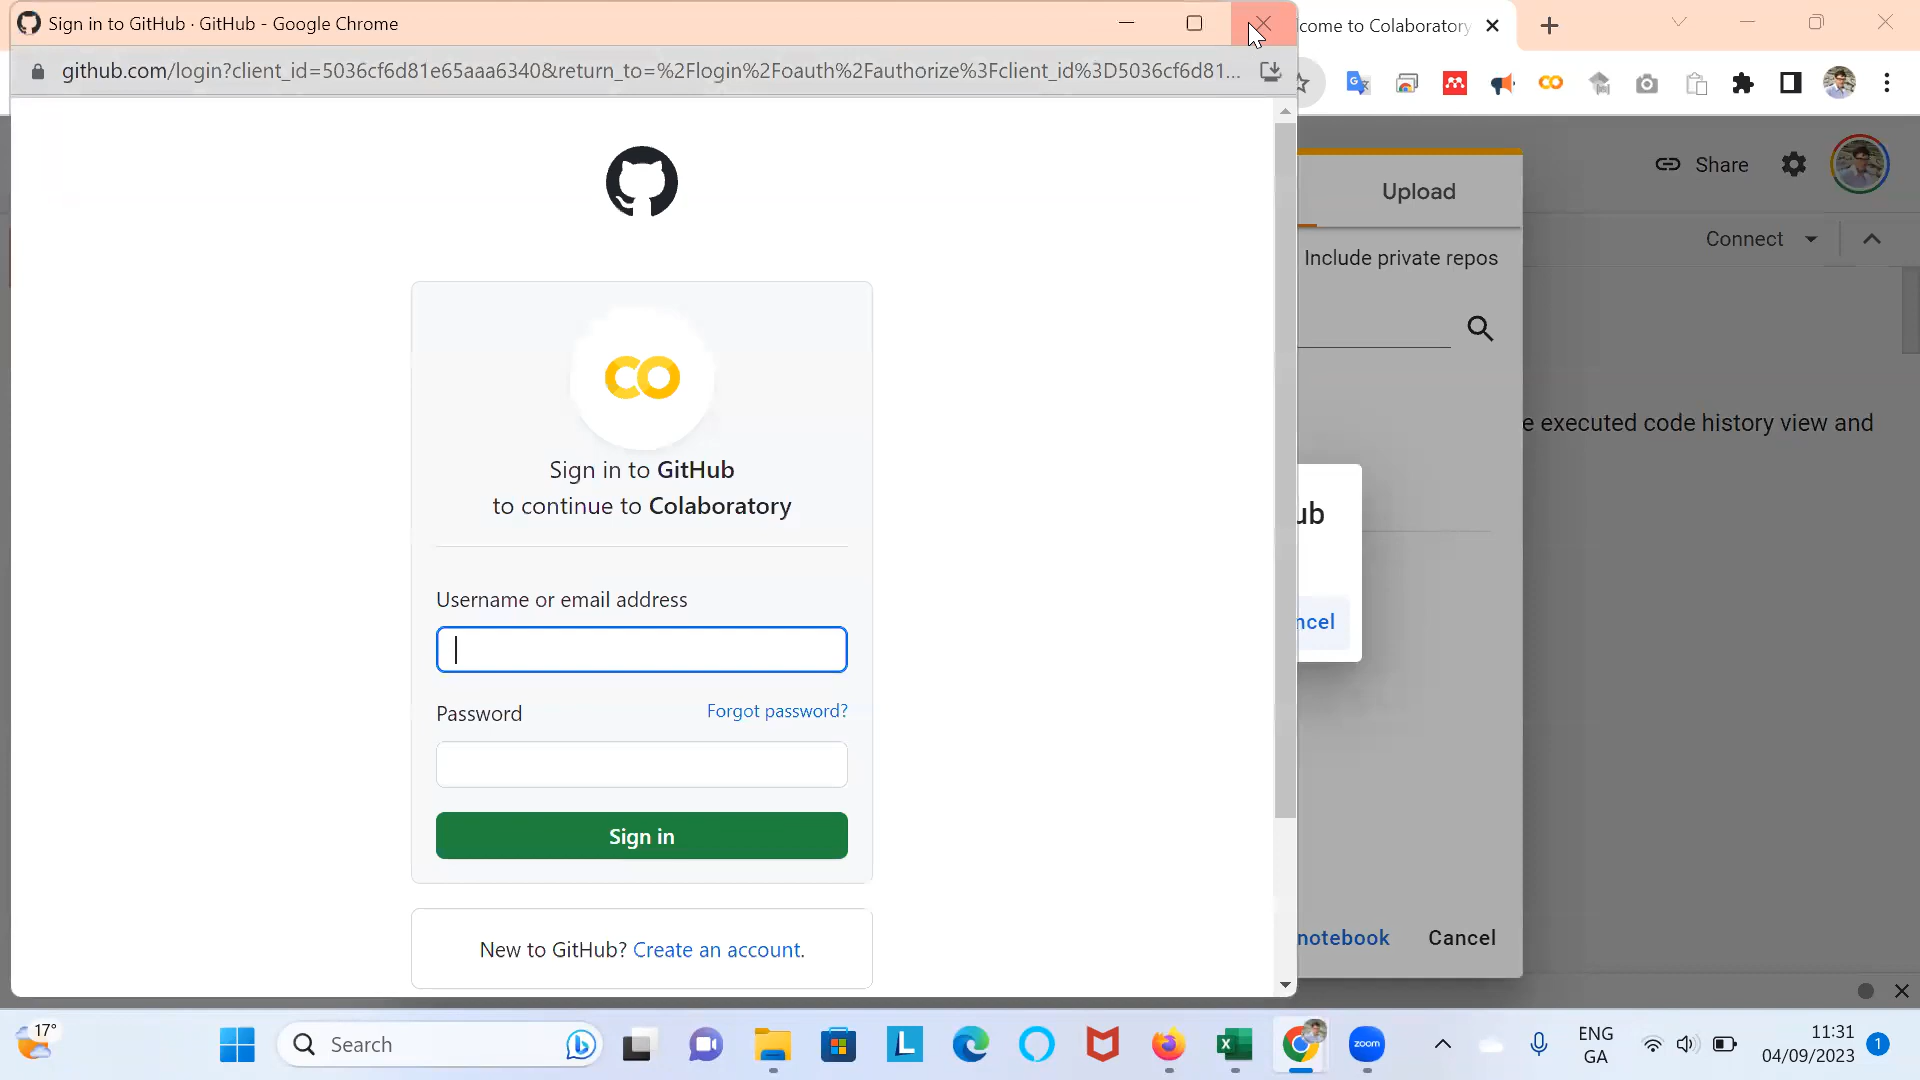 Sign in to GitHub · GitHub - Google Chrome
come to Colaboratory
github.com/login?client_id=5036cf6d81e65aaa6340&return_to=%2Flogin%2Foauth%2Fauthorize%3Fclient_id%3D5036cf6d81...
Share
Upload
Connect
Include private repos
CO
e executed code history view and
Sign in to GitHub
to continue to Colaboratory
ub
Username or email address
ncel
Password
Forgot password?
Sign in
New to GitHub? Create an account.
notebook
Cancel
17°
Search
L
X
zoom
ENG
GA
11:31
04/09/2023
1